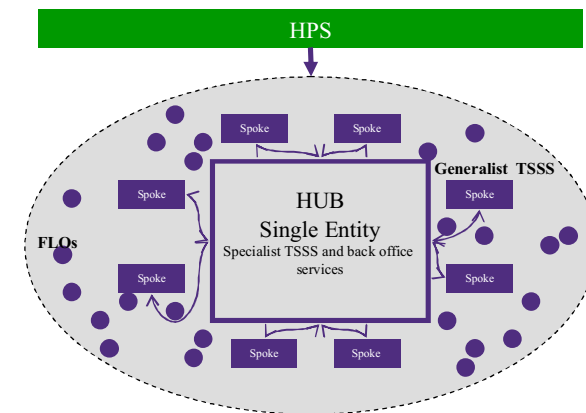 HPS
Spoke
Spoke
Generalist TSSS
Spoke
Spoke
HUB
Single Entity
Specialist TSSS and back office
services
FLOs
Spoke
Spoke
Spoke
Spoke